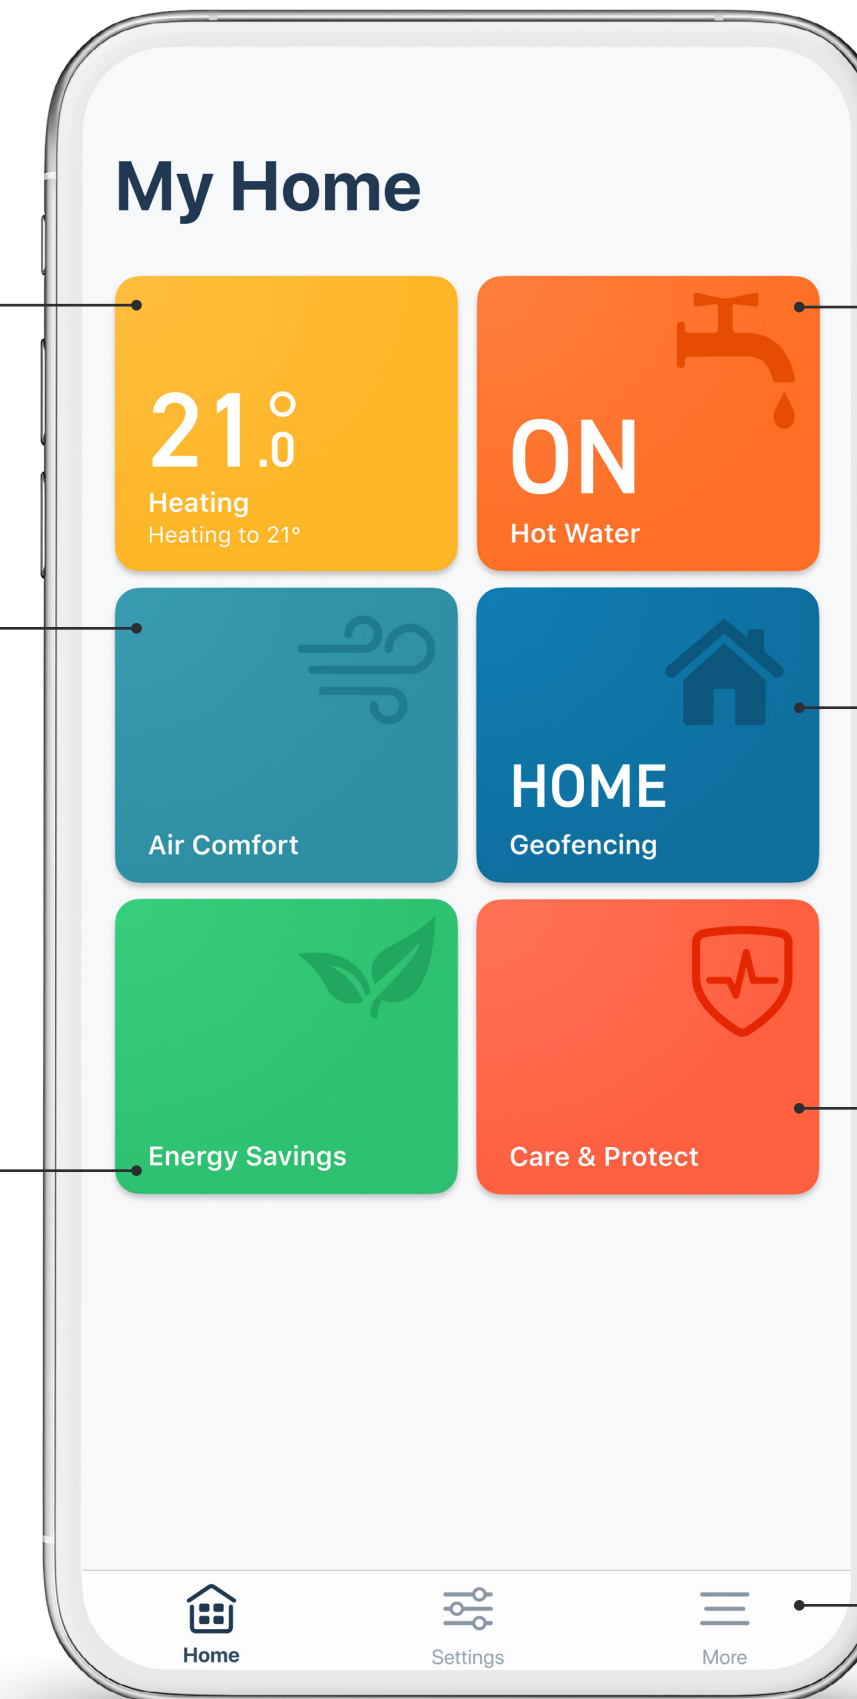 My Home
21.0°
Heating
Heating to 21°
ON
Hot Water
Air Comfort
HOME
Geofencing
Energy Savings
Care & Protect
Home
Settings
More